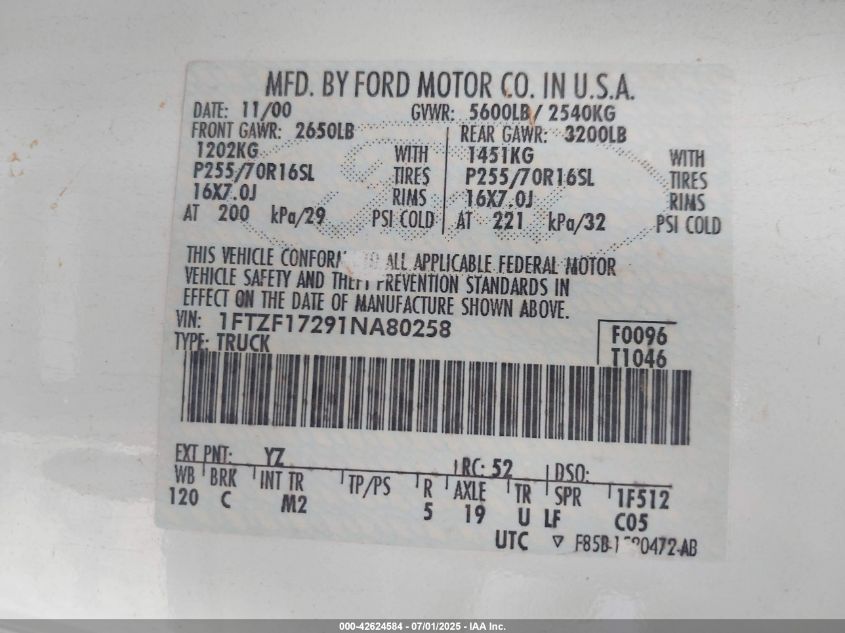 MFD. BY FORD MOTOR CO. IN U.S.A.
DATE: 11/00 GVWR: 5600LB/ 2540KG
FRONT GAWR: 2650LB REAR GAWR: 3200LB
1202KG WITH 1451KG WITH
P255/70R16SL TIRES P255/70R16SL TIRES
16X7.0J RIMS 16X7.0J RIMS
AT 200 kPa/29 PSI COLD AT 221 kPa/32 PSI COLD
THIS VEHICLE ALL APPLICABLE FEDERAL MOTOR
VEHICLE SAFETY AND THEFT PREVENTION STANDARDS IN
EFFECT ON THE DATE OF MANUFACTURE SHOWN ABOVE.
VIN: 1FTZF17291NA80258 F0096
TYPE: TRUCK T1046
EXT PNT: YZ RC: 52 DSO:
WB BRK INT TR TP/PS R AXLE TR SPR 1F512
120 C M2 5 19 U LF C05
UTC ▽
000-42624584 - 07/01/2025 - IAA Inc.